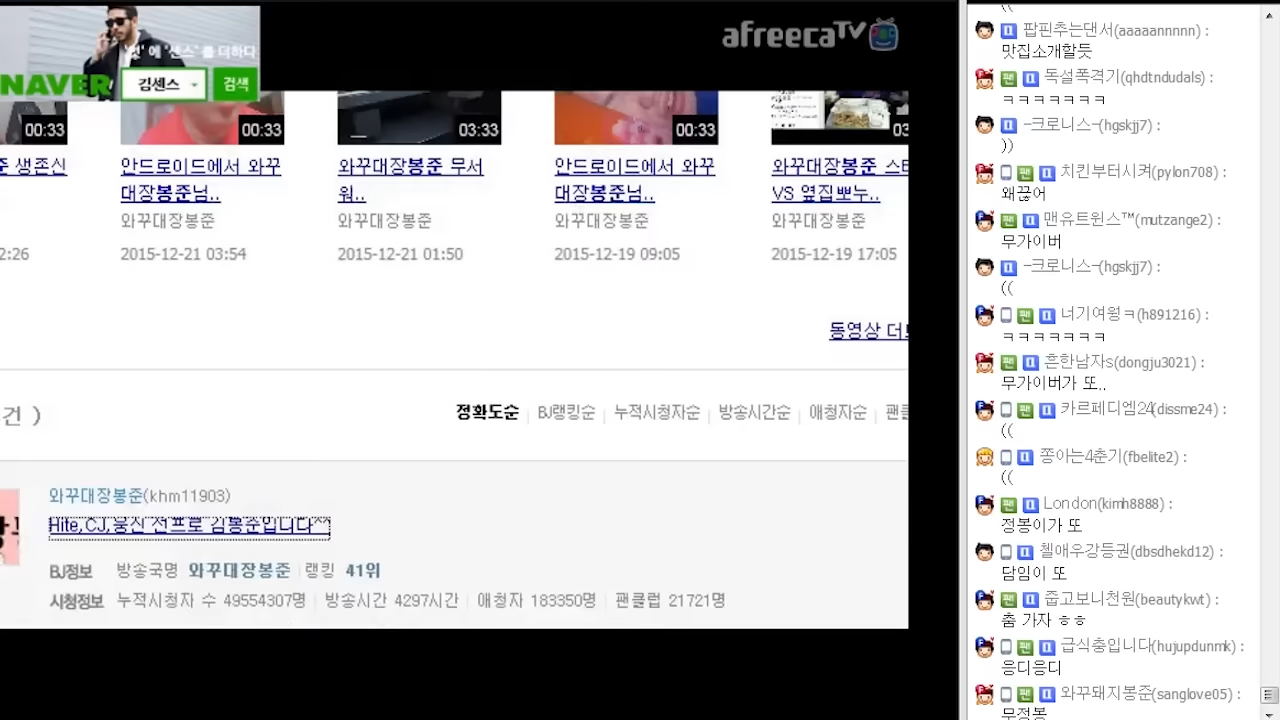 '컷' 에 '센스' 를 더하다
NAVER 김센스 검색
afreecaTV
00:33
00:33
03:33
00:33
03
준 생존신
안드로이드에서 와꾸
대장봉준님..
와꾸대장봉준
2015-12-21 03:54
와꾸대장봉준 무서
워..
와꾸대장봉준
2015-12-21 01:50
안드로이드에서 와꾸
대장봉준님..
와꾸대장봉준
2015-12-19 09:05
와꾸대장봉준 스타
VS 옆집뽀누..
와꾸대장봉준
2015-12-19 17:05
2:26
동영상 더보
건 )
정확도순 BJ랭킹순 누적시청자순 방송시간순 애청자순 팬클
와꾸대장봉준(khm11903)
Hite,CJ,웅진 전프로 김봉준입니다^^
BJ정보 방송국명 와꾸대장봉준 랭킹 41위
시청정보 누적시청자 수 49554307명 방송시간 4297시간 애청자 183350명 팬클럽 21721명
((
팝핀추는댄서(aaaaannnnn) :
맛집소개할듯
독설폭격기(qhdtndudals) :
ㅋㅋㅋㅋㅋㅋㅋ
-크로니스-(hgskjj7) :
))
치킨부터시켜(pylon708) :
왜끊어
맨유트윈스™(mutzange2) :
무가이버
-크로니스-(hgskjj7) :
((
너기여웡ㅋ(h891216) :
ㅋㅋㅋㅋㅋㅋㅋ
흔한남자s(dongju3021) :
무가이버가 또..
카르페디엠24(dissme24) :
((
쫑아는4춘기(fbelite2) :
((
London(kimh8888) :
정봉이가 또
첼애우강등권(dbsdhekd12) :
담임이 또
줍고보니천원(beautykwt) :
춤 가자 ㅎㅎ
급식충입니다(hujupdunmk) :
응디응디
와꾸돼지봉준(sanglove05) :
무정봉